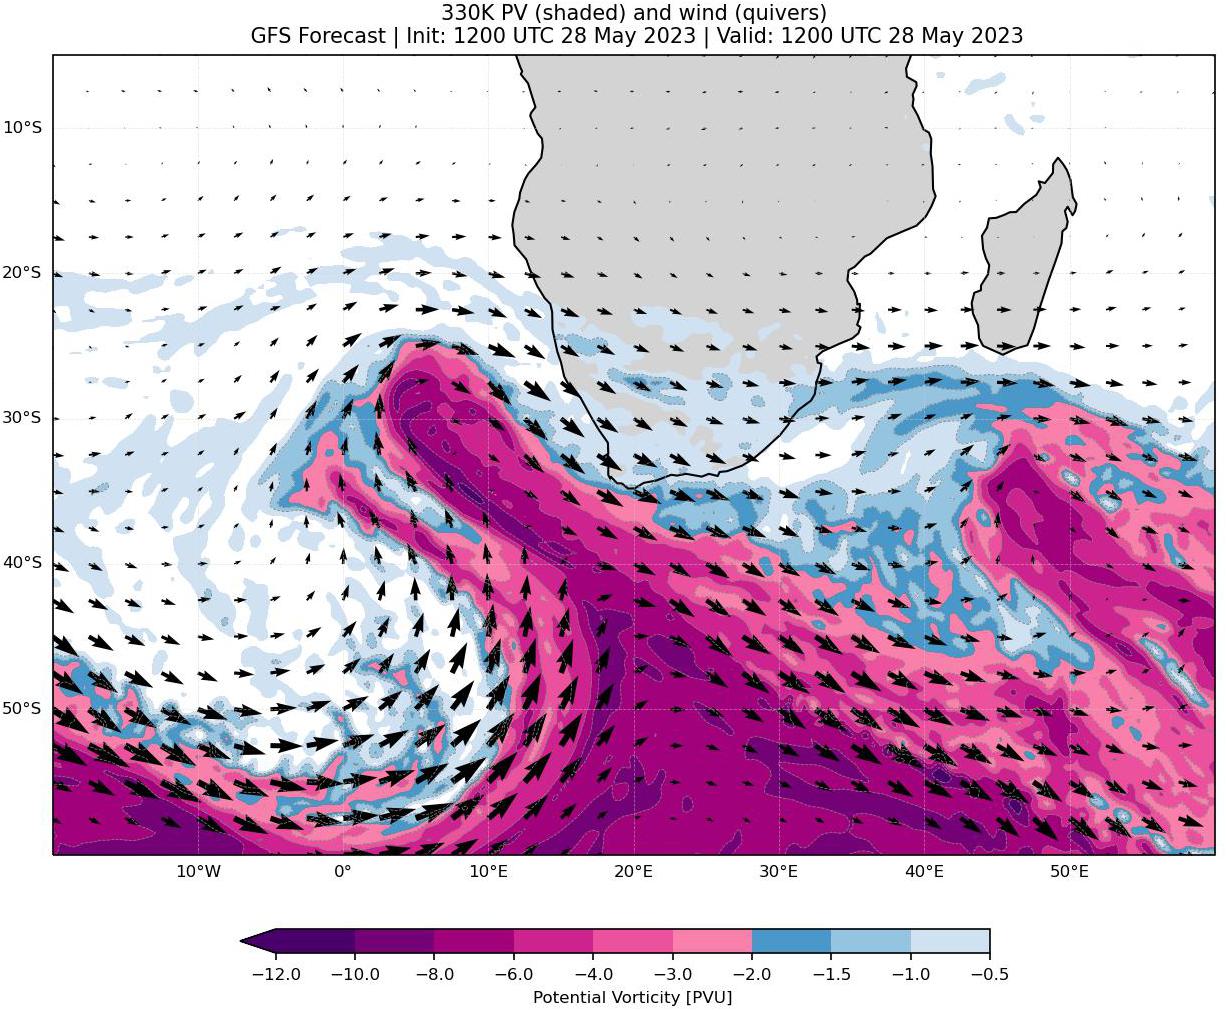 330K PV (shaded) and wind (quivers)
GFS Forecast | Init: 1200 UTC 28 May 2023 | Valid: 1200 UTC 28 May 2023
10°S
20°S
30°S
40°S
50°S
10°W 0° 10°E 20°E 30°E 40°E 50°E
−12.0 −10.0 −8.0 −6.0 −4.0 −3.0 −2.0 −1.5 −1.0 −0.5
Potential Vorticity [PVU]